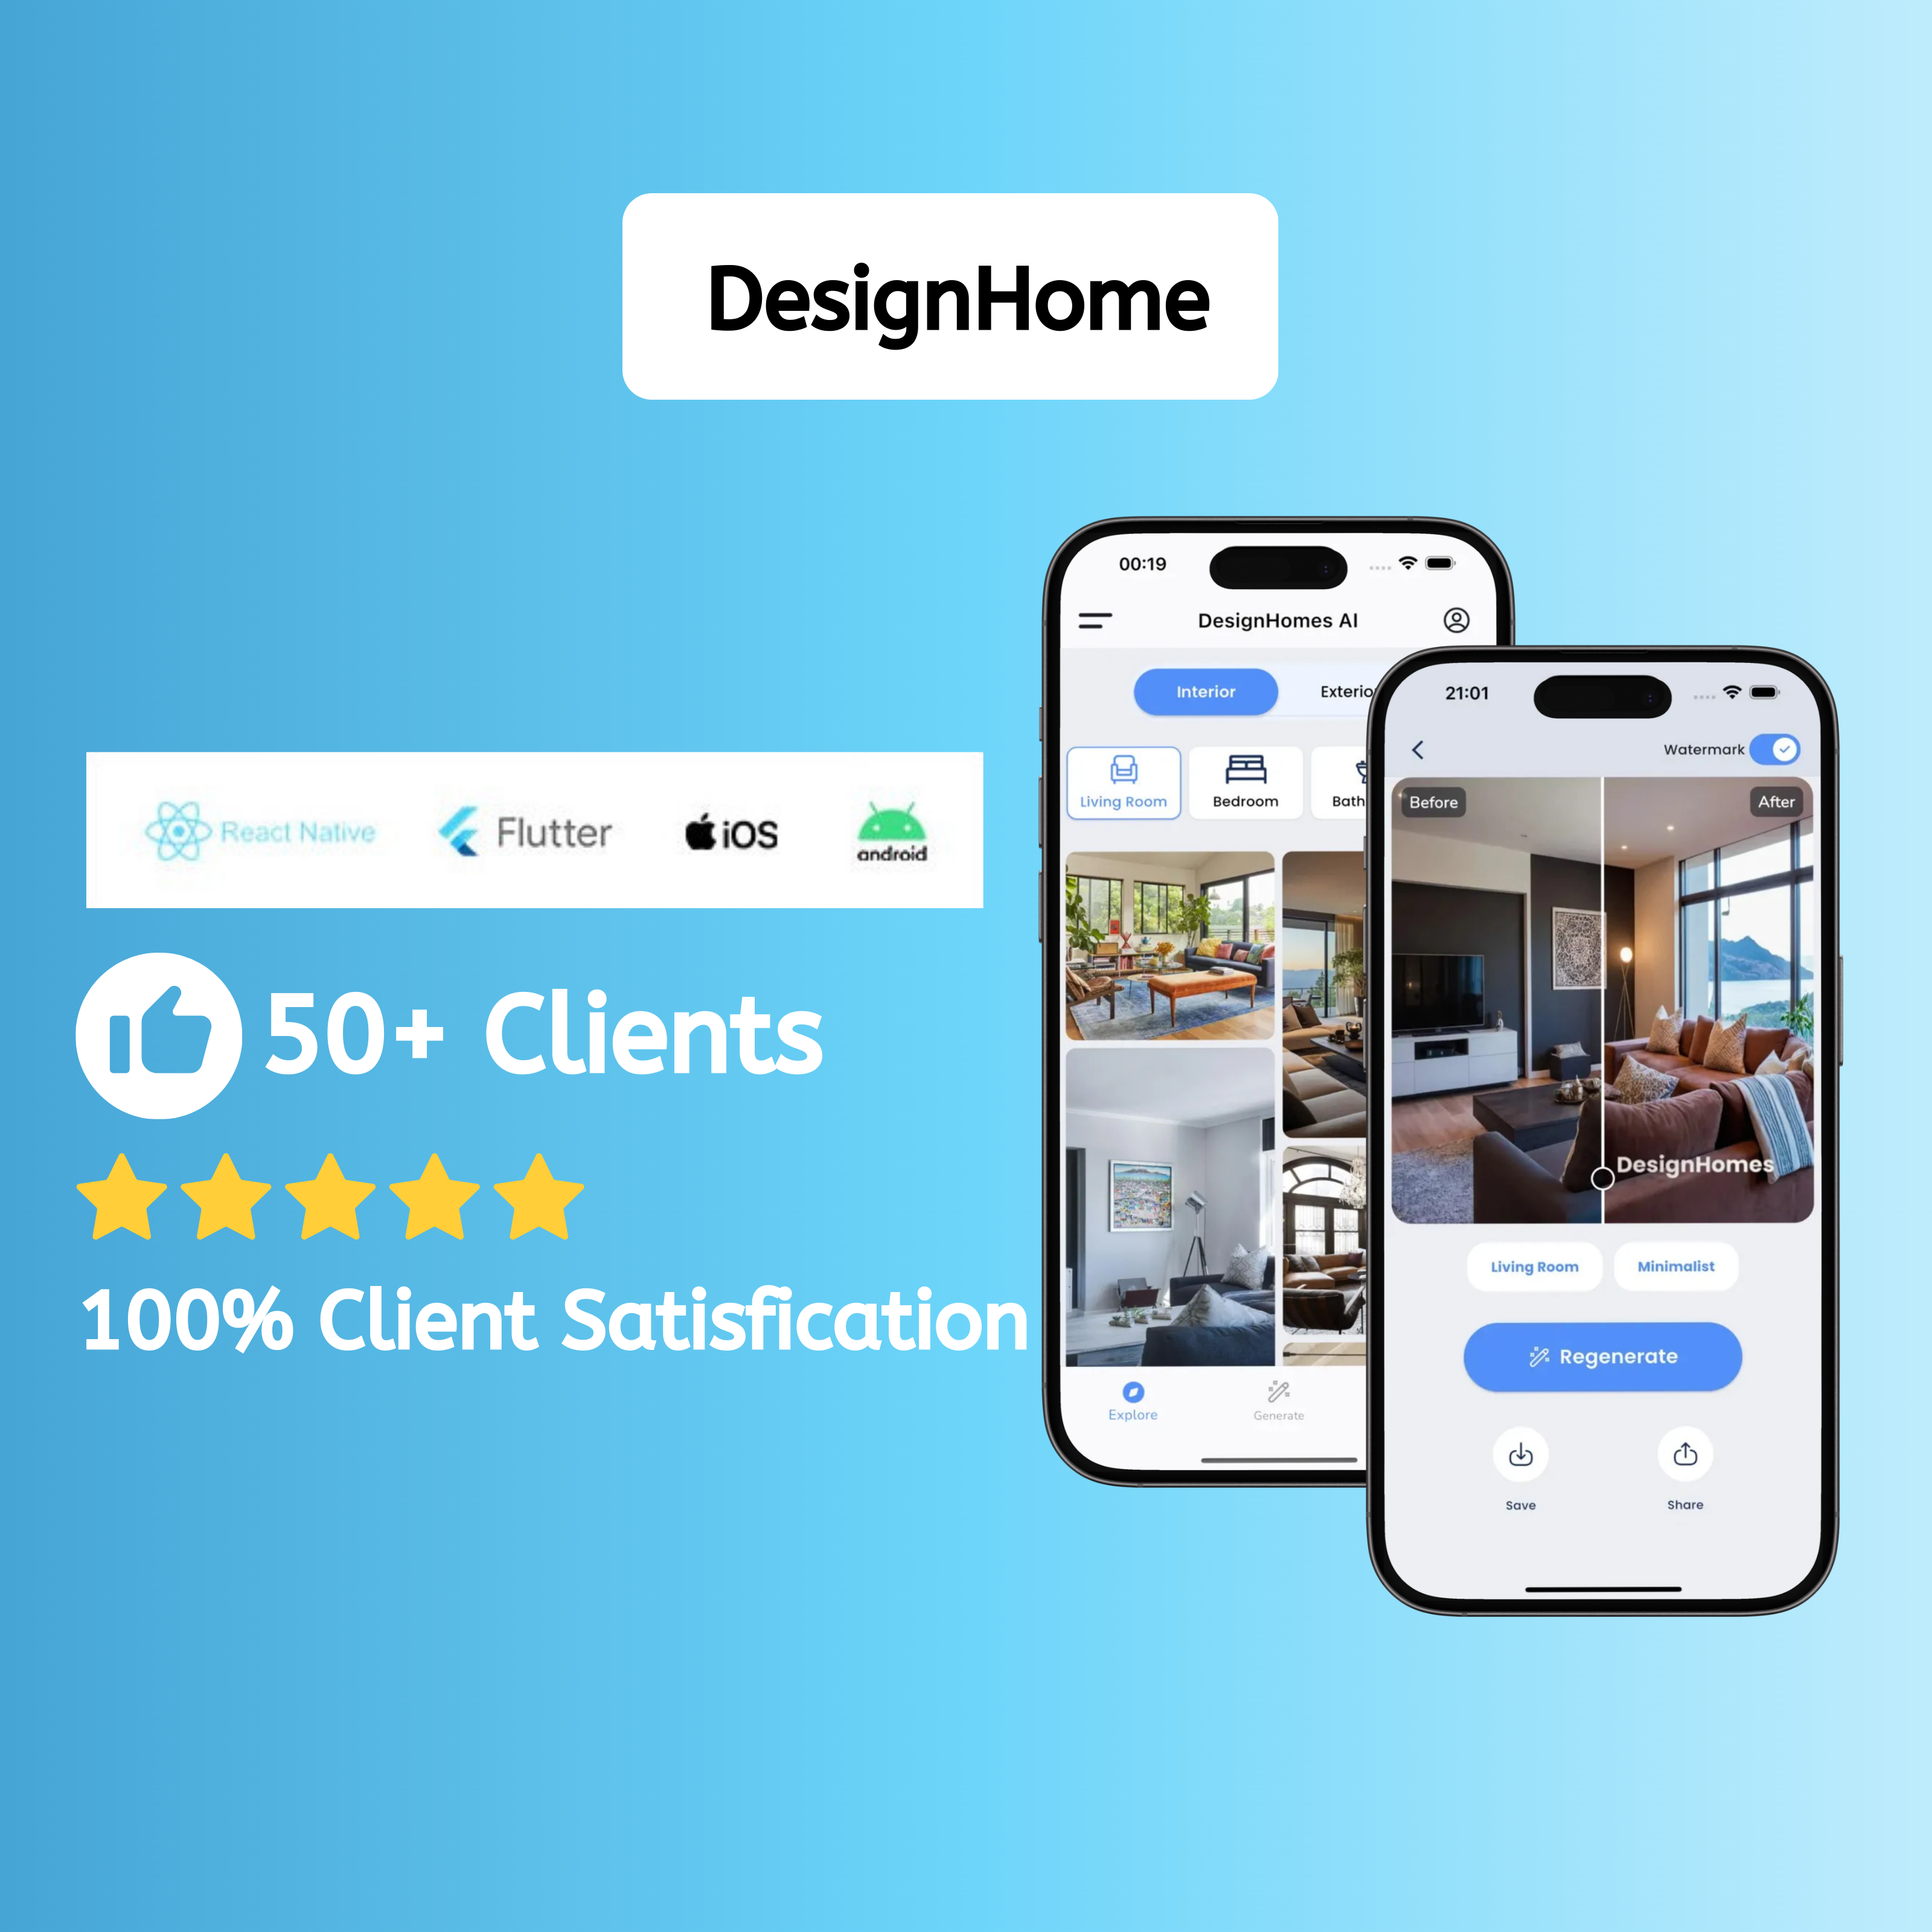 DesignHome
React Native
Flutter
iOS
android
50+ Clients
100% Client Satisfication
00:19
DesignHomes AI
Interior
Exterio
Living Room
Bedroom
Bath
Explore
Generate
21:01
Watermark
Before
After
DesignHomes
Living Room
Minimalist
Regenerate
Save
Share